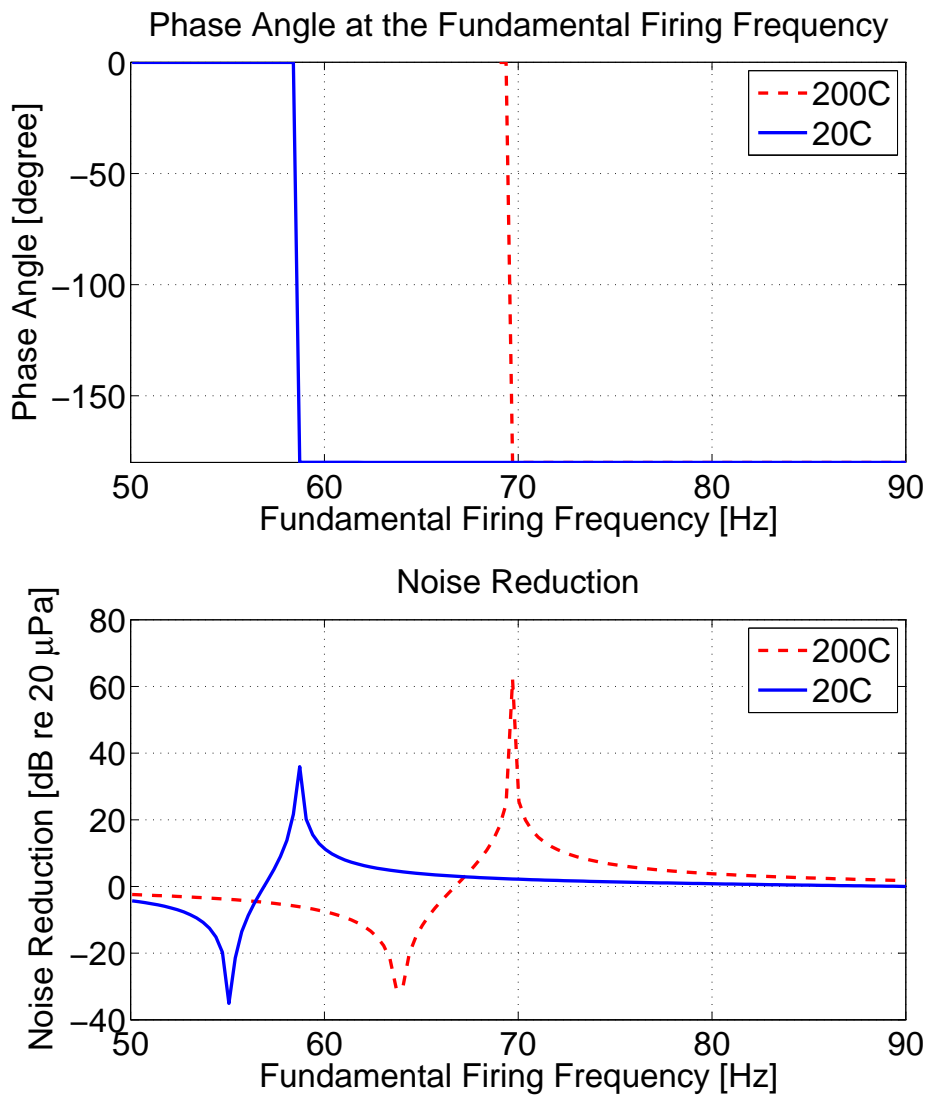 Phase Angle at the Fundamental Firing Frequency
Phase Angle [degree]
0
−50
−100
−150
200C
20C
50 60 70 80 90
Fundamental Firing Frequency [Hz]
Noise Reduction
Noise Reduction [dB re 20 μPa]
80
60
40
20
0
−20
−40
200C
20C
50 60 70 80 90
Fundamental Firing Frequency [Hz]